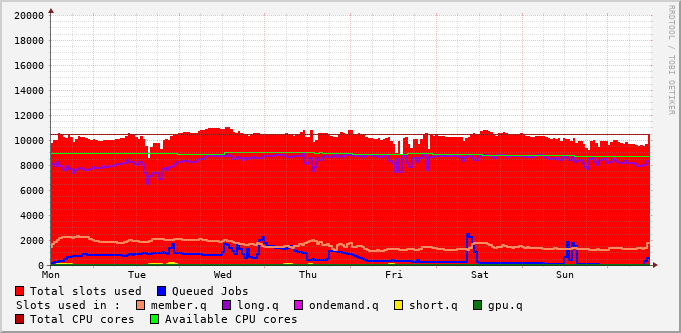 RRDTOOL / TOBI OETIKER
20000
18000
16000
14000
12000
10000
8000
6000
4000
2000
0
Mon Tue Wed Thu Fri Sat Sun
Total slots used Queued Jobs
Slots used in : member.q long.q ondemand.q short.q gpu.q
Total CPU cores Available CPU cores